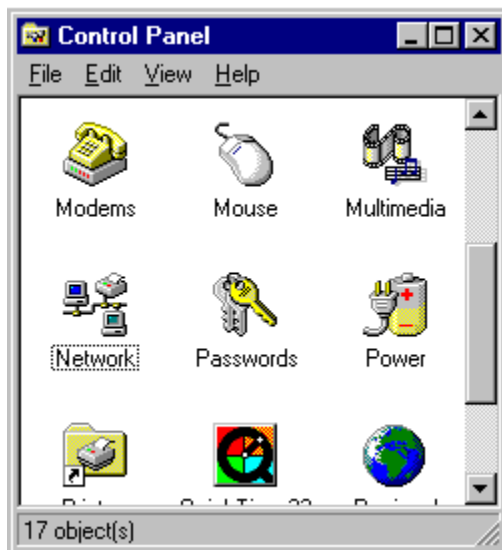 Control Panel
File Edit View Help
Modems Mouse Multimedia
Network Passwords Power
17 object(s)